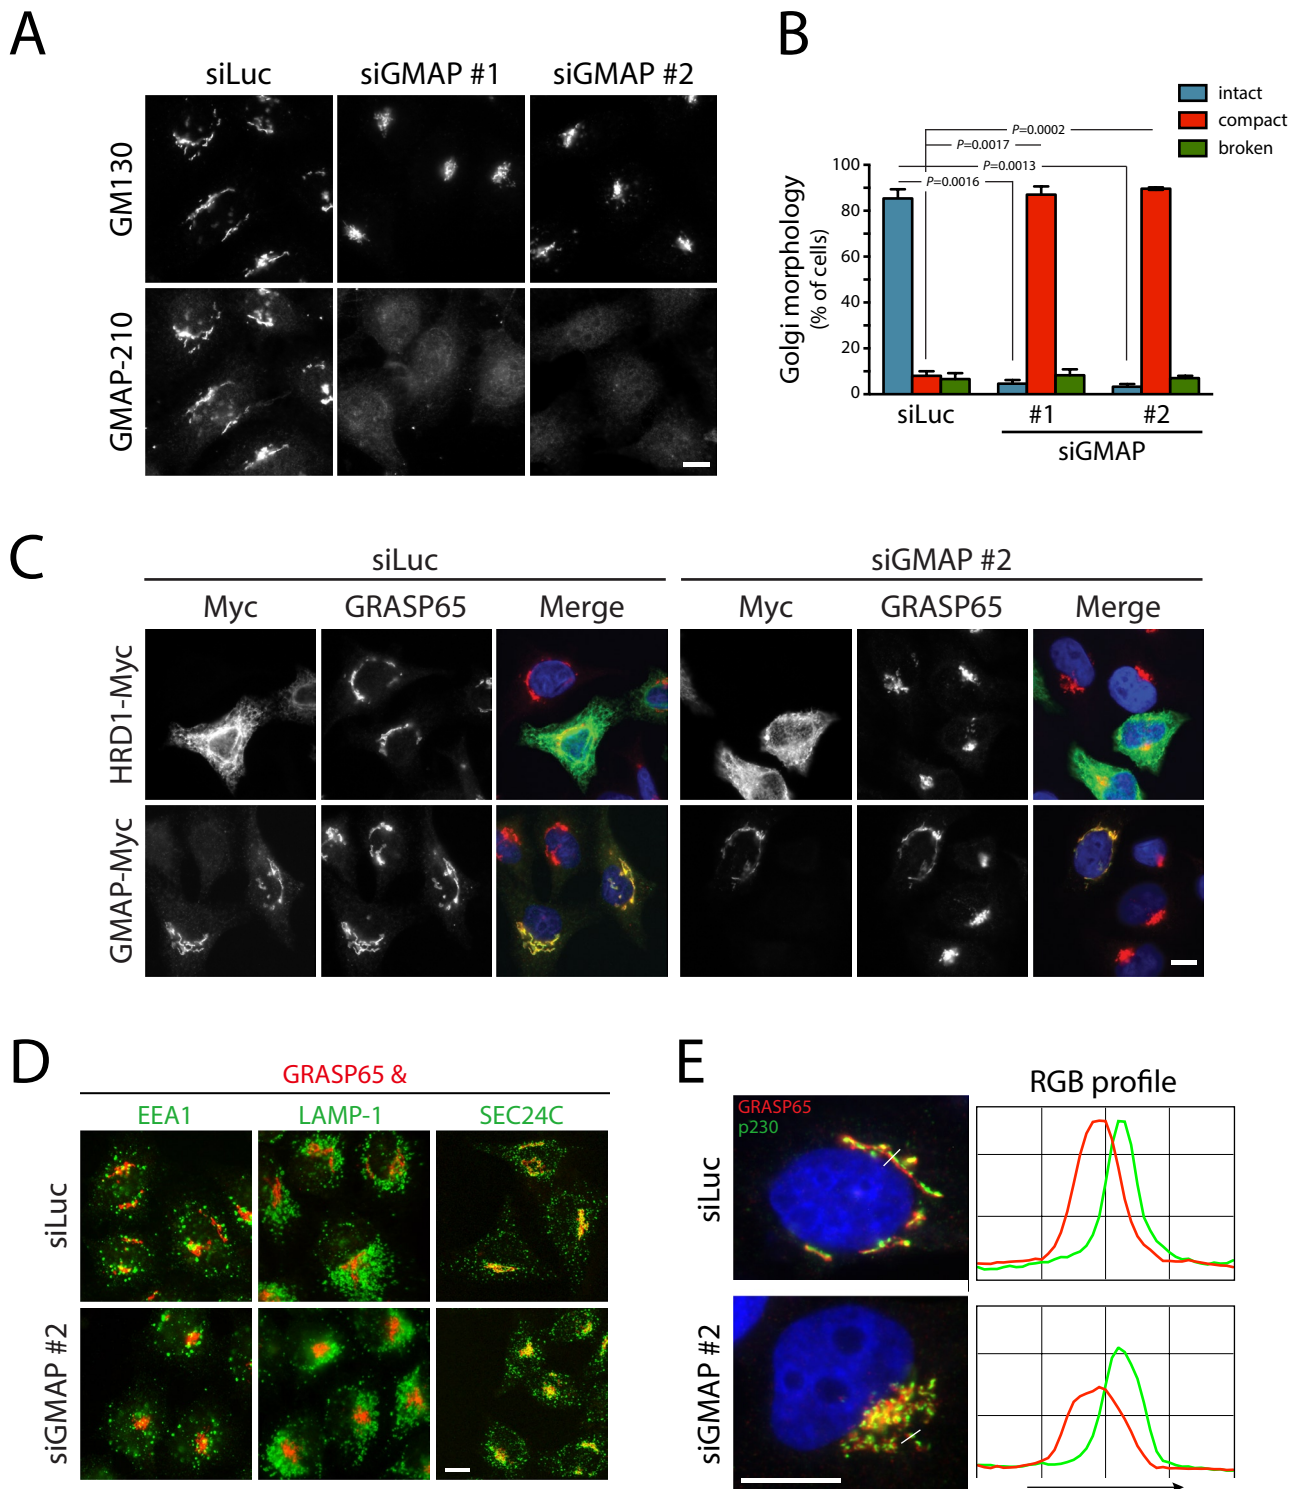 A
siLuc siGMAP #1 siGMAP #2
GM130
GMAP-210
B
intact
compact
broken
P=0.0002
P=0.0017
P=0.0013
P=0.0016
Golgi morphology
(% of cells)
100
80
60
40
20
0
siLuc #1 #2
siGMAP
C
siLuc siGMAP #2
Myc GRASP65 Merge Myc GRASP65 Merge
HRD1-Myc
GMAP-Myc
D
GRASP65 &
EEA1 LAMP-1 SEC24C
siLuc
siGMAP #2
E
RGB profile
GRASP65
p230
siLuc
siGMAP #2